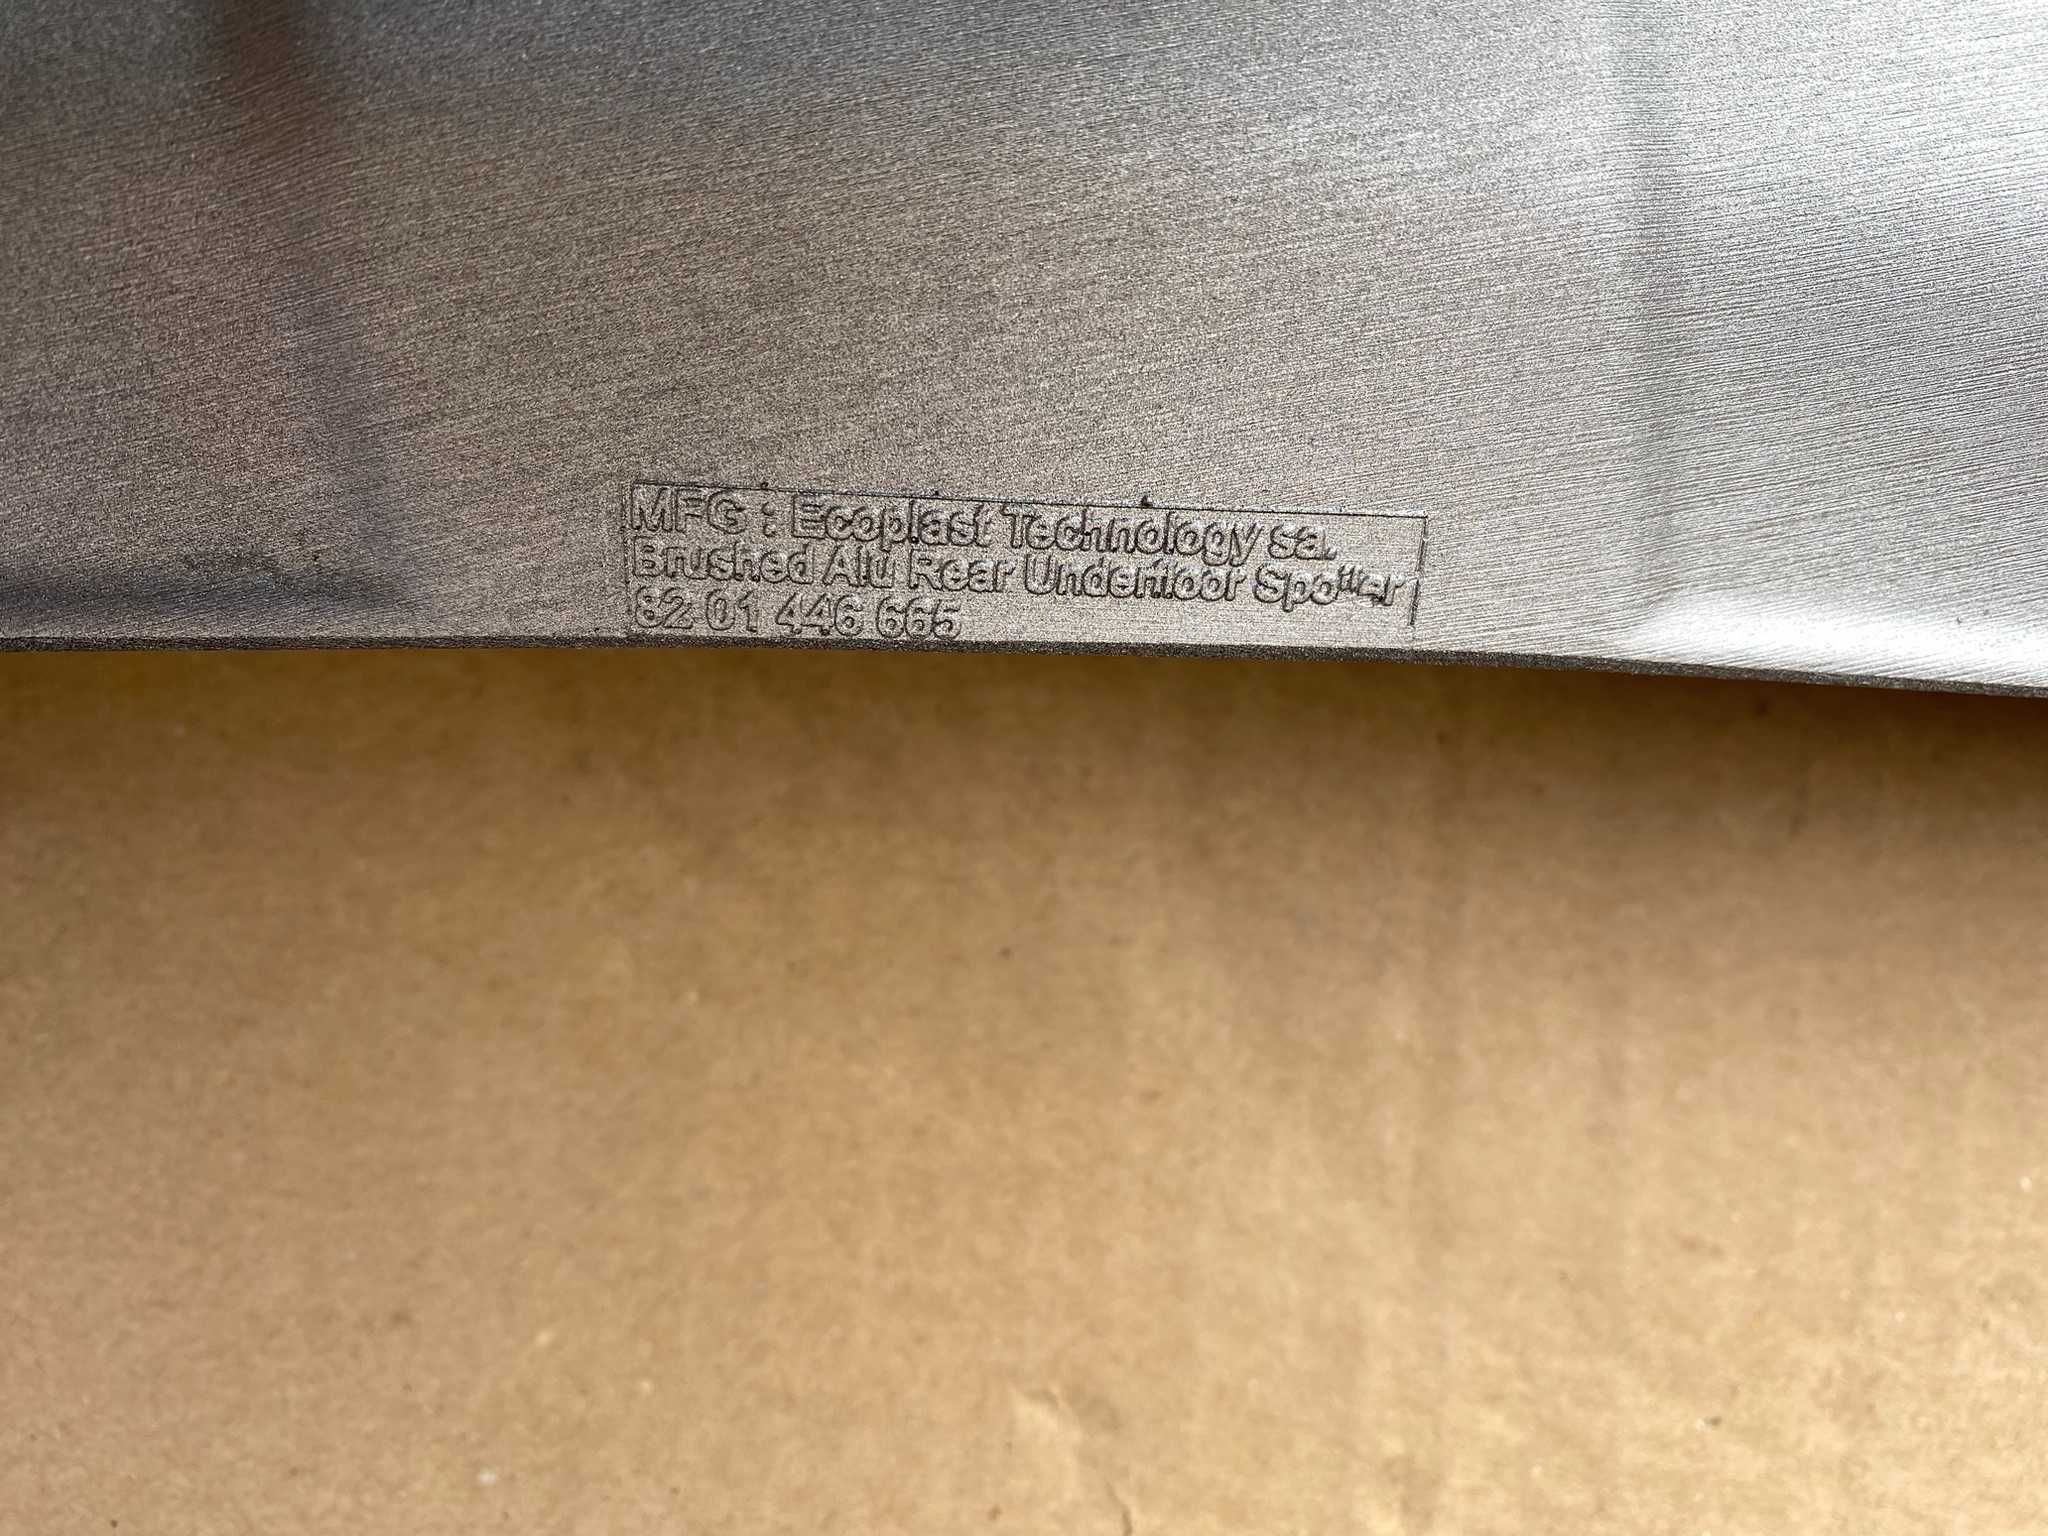 MFG : Ecoplast Technology sa.
Brushed Alu Rear Underfloor Spoiler
82 01 446 665